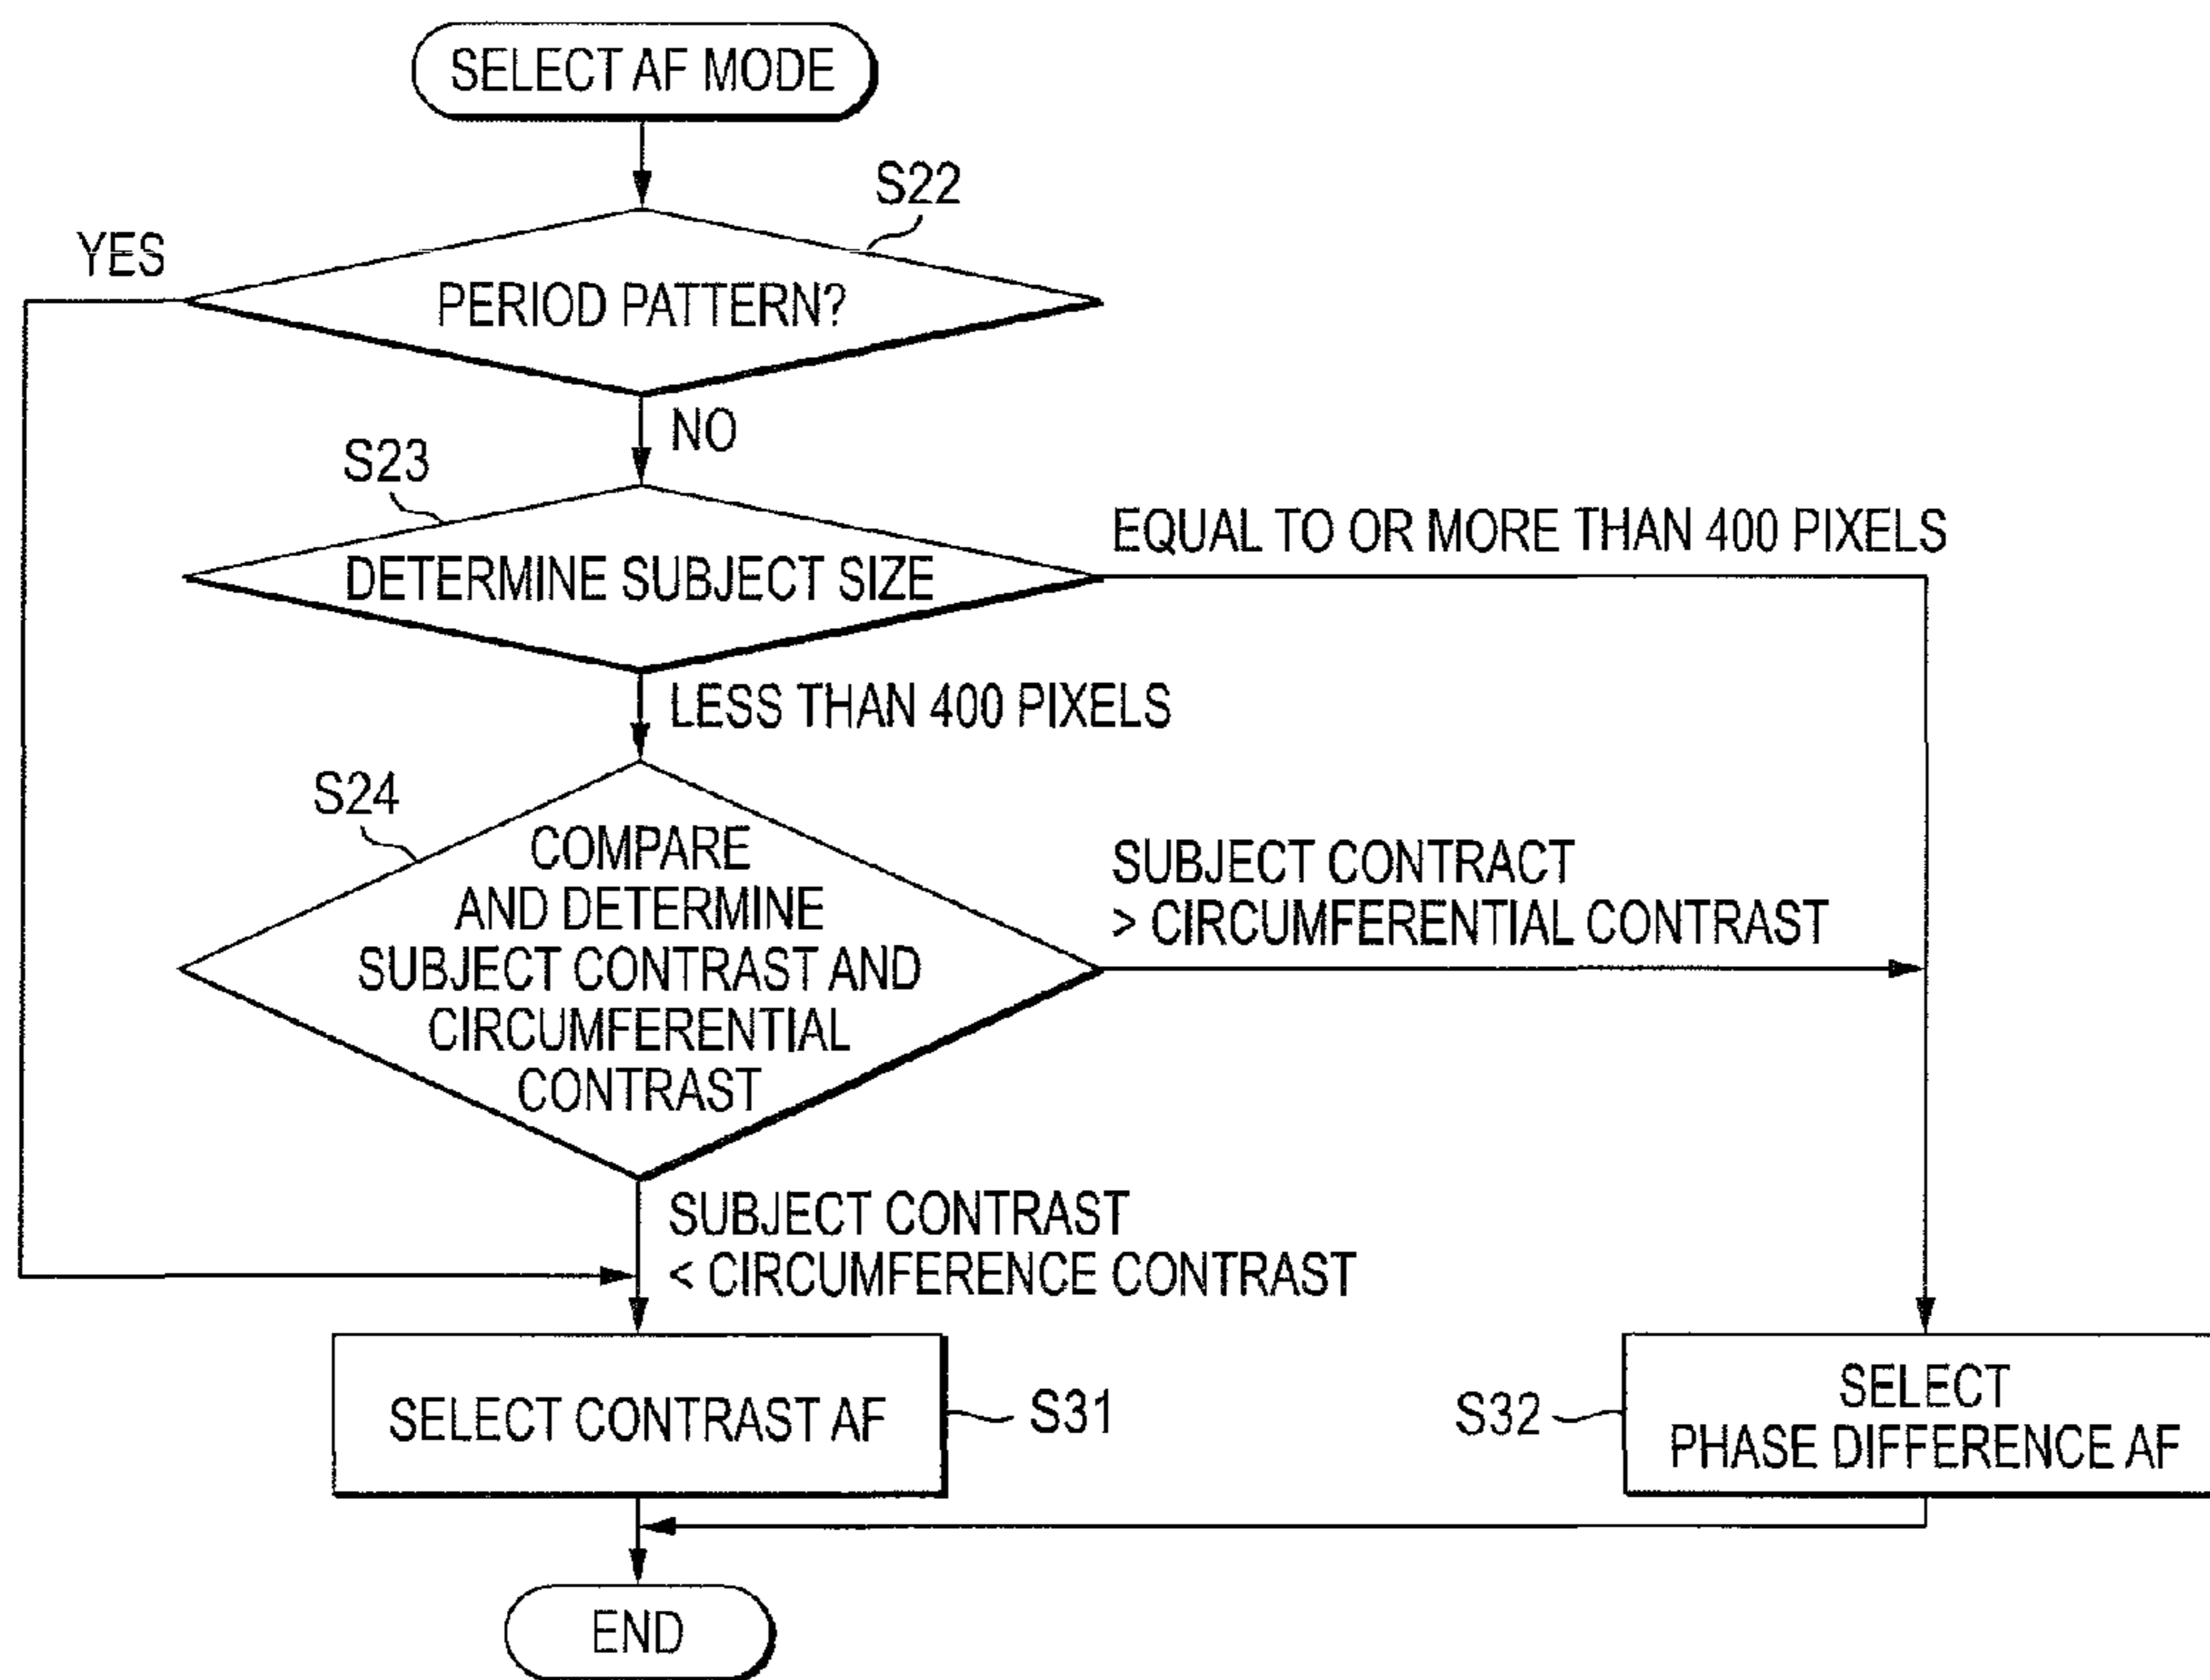 SELECT AF MODE
S22
YES
PERIOD PATTERN?
NO
S23
EQUAL TO OR MORE THAN 400 PIXELS
DETERMINE SUBJECT SIZE
LESS THAN 400 PIXELS
S24
COMPARE
AND DETERMINE
SUBJECT CONTRAST AND
CIRCUMFERENTIAL
CONTRAST
SUBJECT CONTRACT
> CIRCUMFERENTIAL CONTRAST
SUBJECT CONTRAST
< CIRCUMFERENCE CONTRAST
SELECT CONTRAST AF
S31
S32
SELECT
PHASE DIFFERENCE AF
END